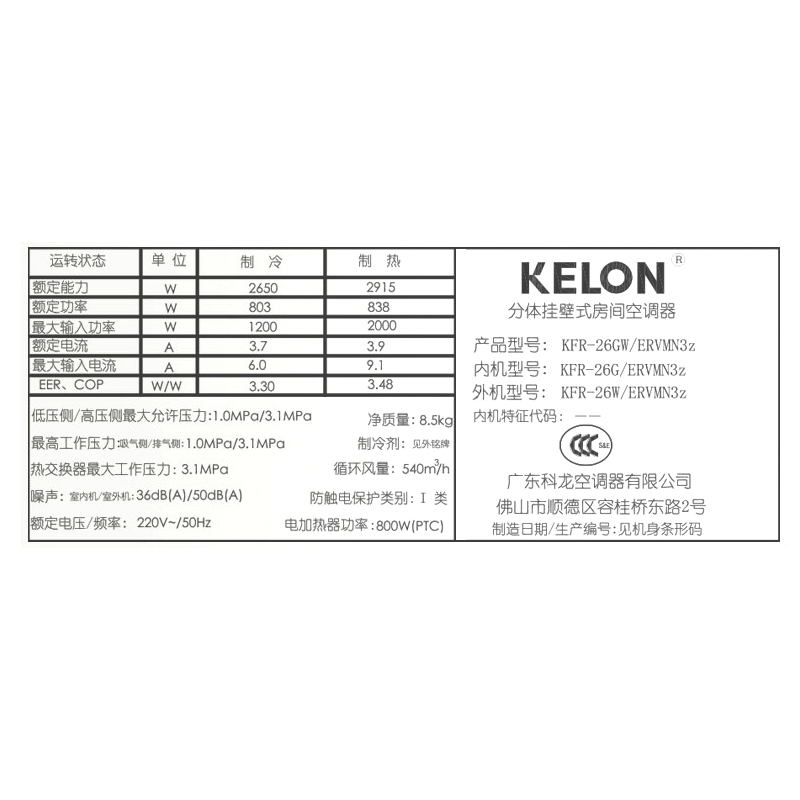 运转状态 单 位 制 冷 制 热
额定能力 W 2650 2915
额定功率 W 803 838
最大输入功率 W 1200 2000
额定电流 A 3.7 3.9
最大输入电流 A 6.0 9.1
EER、COP W/W 3.30 3.48
低压侧/高压侧最大允许压力:1.0MPa/3.1MPa 净质量:8.5kg
最高工作压力:吸气侧/排气侧:1.0MPa/3.1MPa 制冷剂: 见外铭牌
热交换器最大工作压力: 3.1MPa 循环风量: 540m³/h
噪声: 室内机/室外机:36dB(A)/50dB(A) 防触电保护类别: I 类
额定电压/频率: 220V~/50Hz 电加热器功率:800W(PTC)
KELON®
分体挂壁式房间空调器
产品型号: KFR-26GW/ERVMN3z
内机型号: KFR-26G/ERVMN3z
外机型号: KFR-26W/ERVMN3z
内机特征代码: ——
CCC S&E
广东科龙空调器有限公司
佛山市顺德区容桂桥东路2号
制造日期/生产编号:见机身条形码